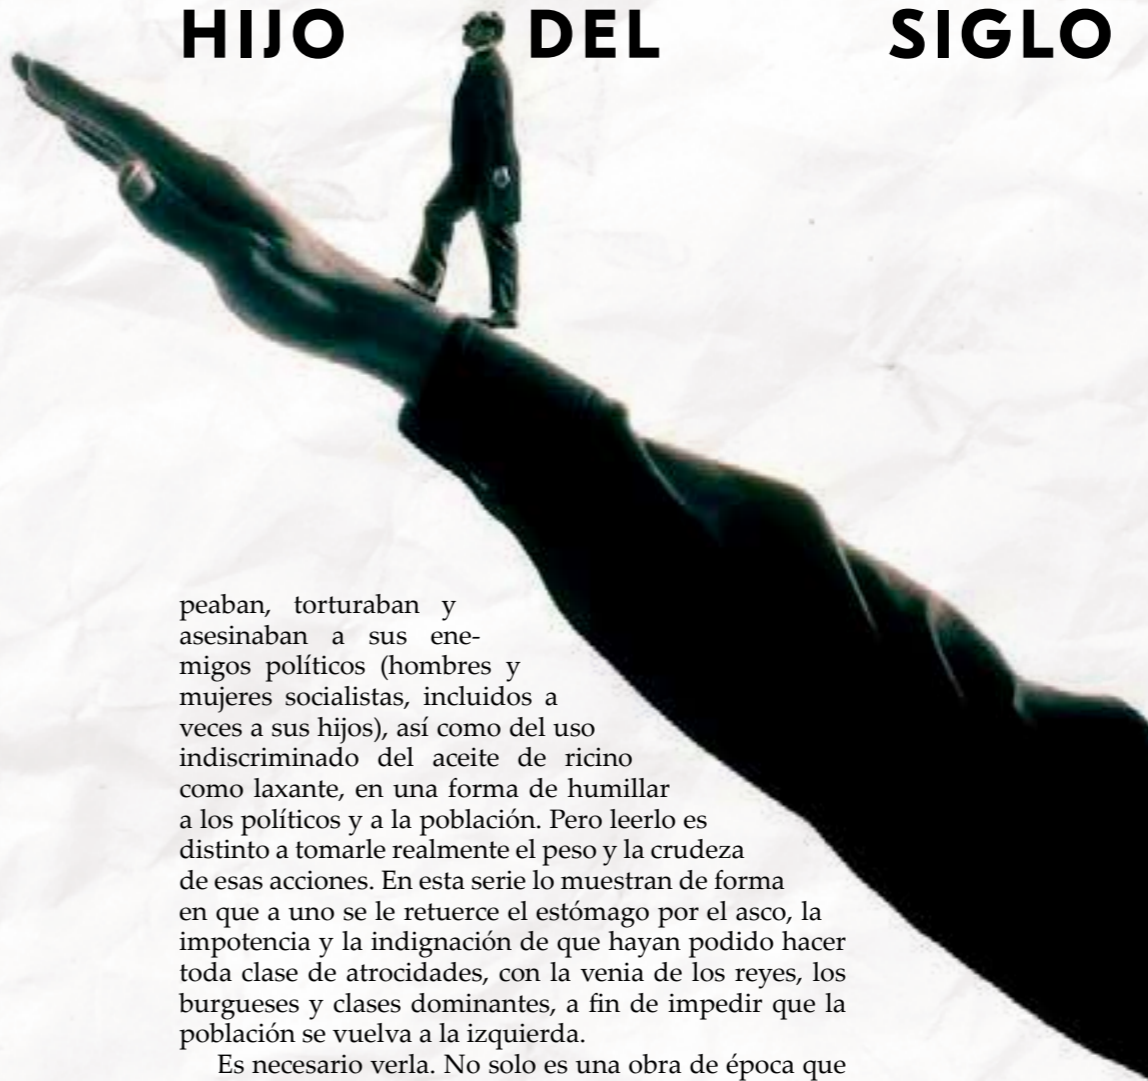 HIJO DEL SIGLO
peaban, torturaban y
asesinaban a sus ene-
migos políticos (hombres y
mujeres socialistas, incluidos a
veces a sus hijos), así como del uso
indiscriminado del aceite de ricino
como laxante, en una forma de humillar
a los políticos y a la población. Pero leerlo es
distinto a tomarle realmente el peso y la crudeza
de esas acciones. En esta serie lo muestran de forma
en que a uno se le retuerce el estómago por el asco, la
impotencia y la indignación de que hayan podido hacer
toda clase de atrocidades, con la venia de los reyes, los
burgueses y clases dominantes, a fin de impedir que la
población se vuelva a la izquierda.
Es necesario verla. No solo es una obra de época que